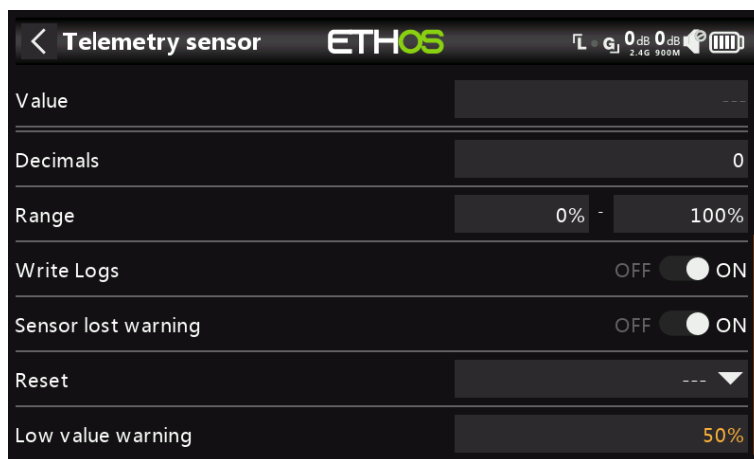 Telemetry sensor ETHOS L G 0dB 0dB
2.4G 900M
Value ---
Decimals 0
Range 0% - 100%
Write Logs OFF ON
Sensor lost warning OFF ON
Reset ---
Low value warning 50%